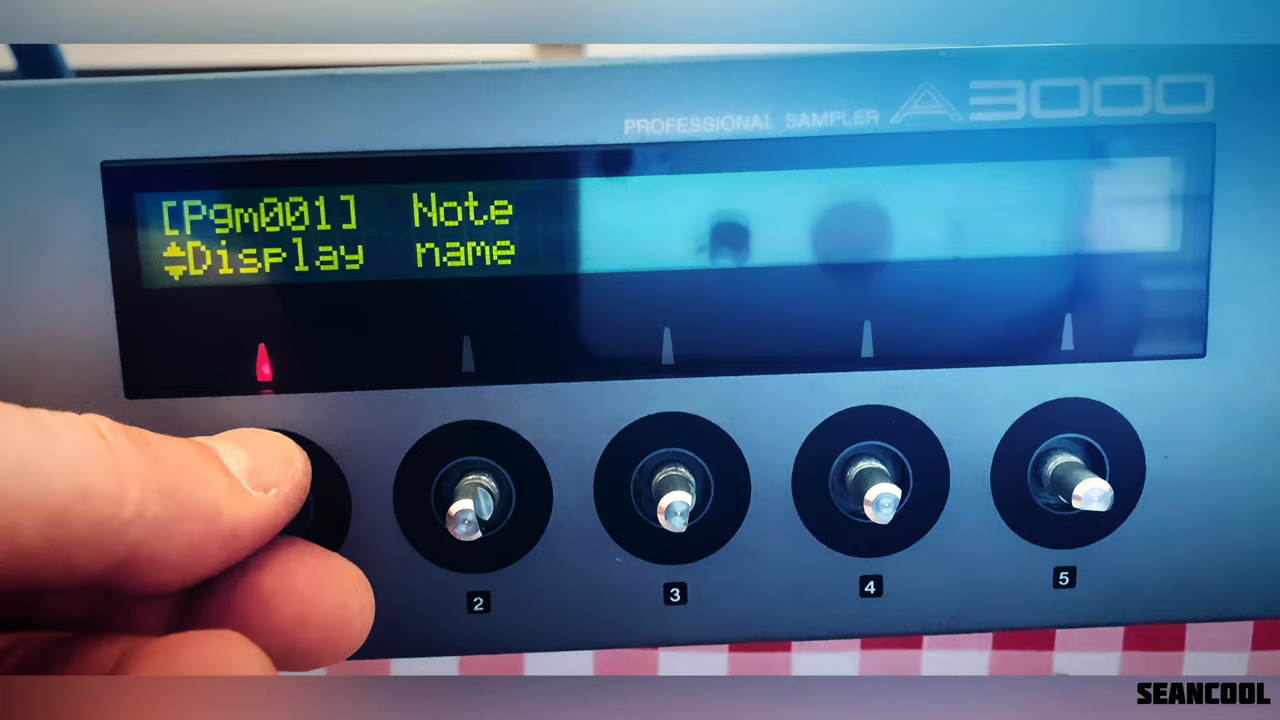 PROFESSIONAL SAMPLER A3000
[Pgm001] Note
Display name
2
3
4
5
SEANCOOL